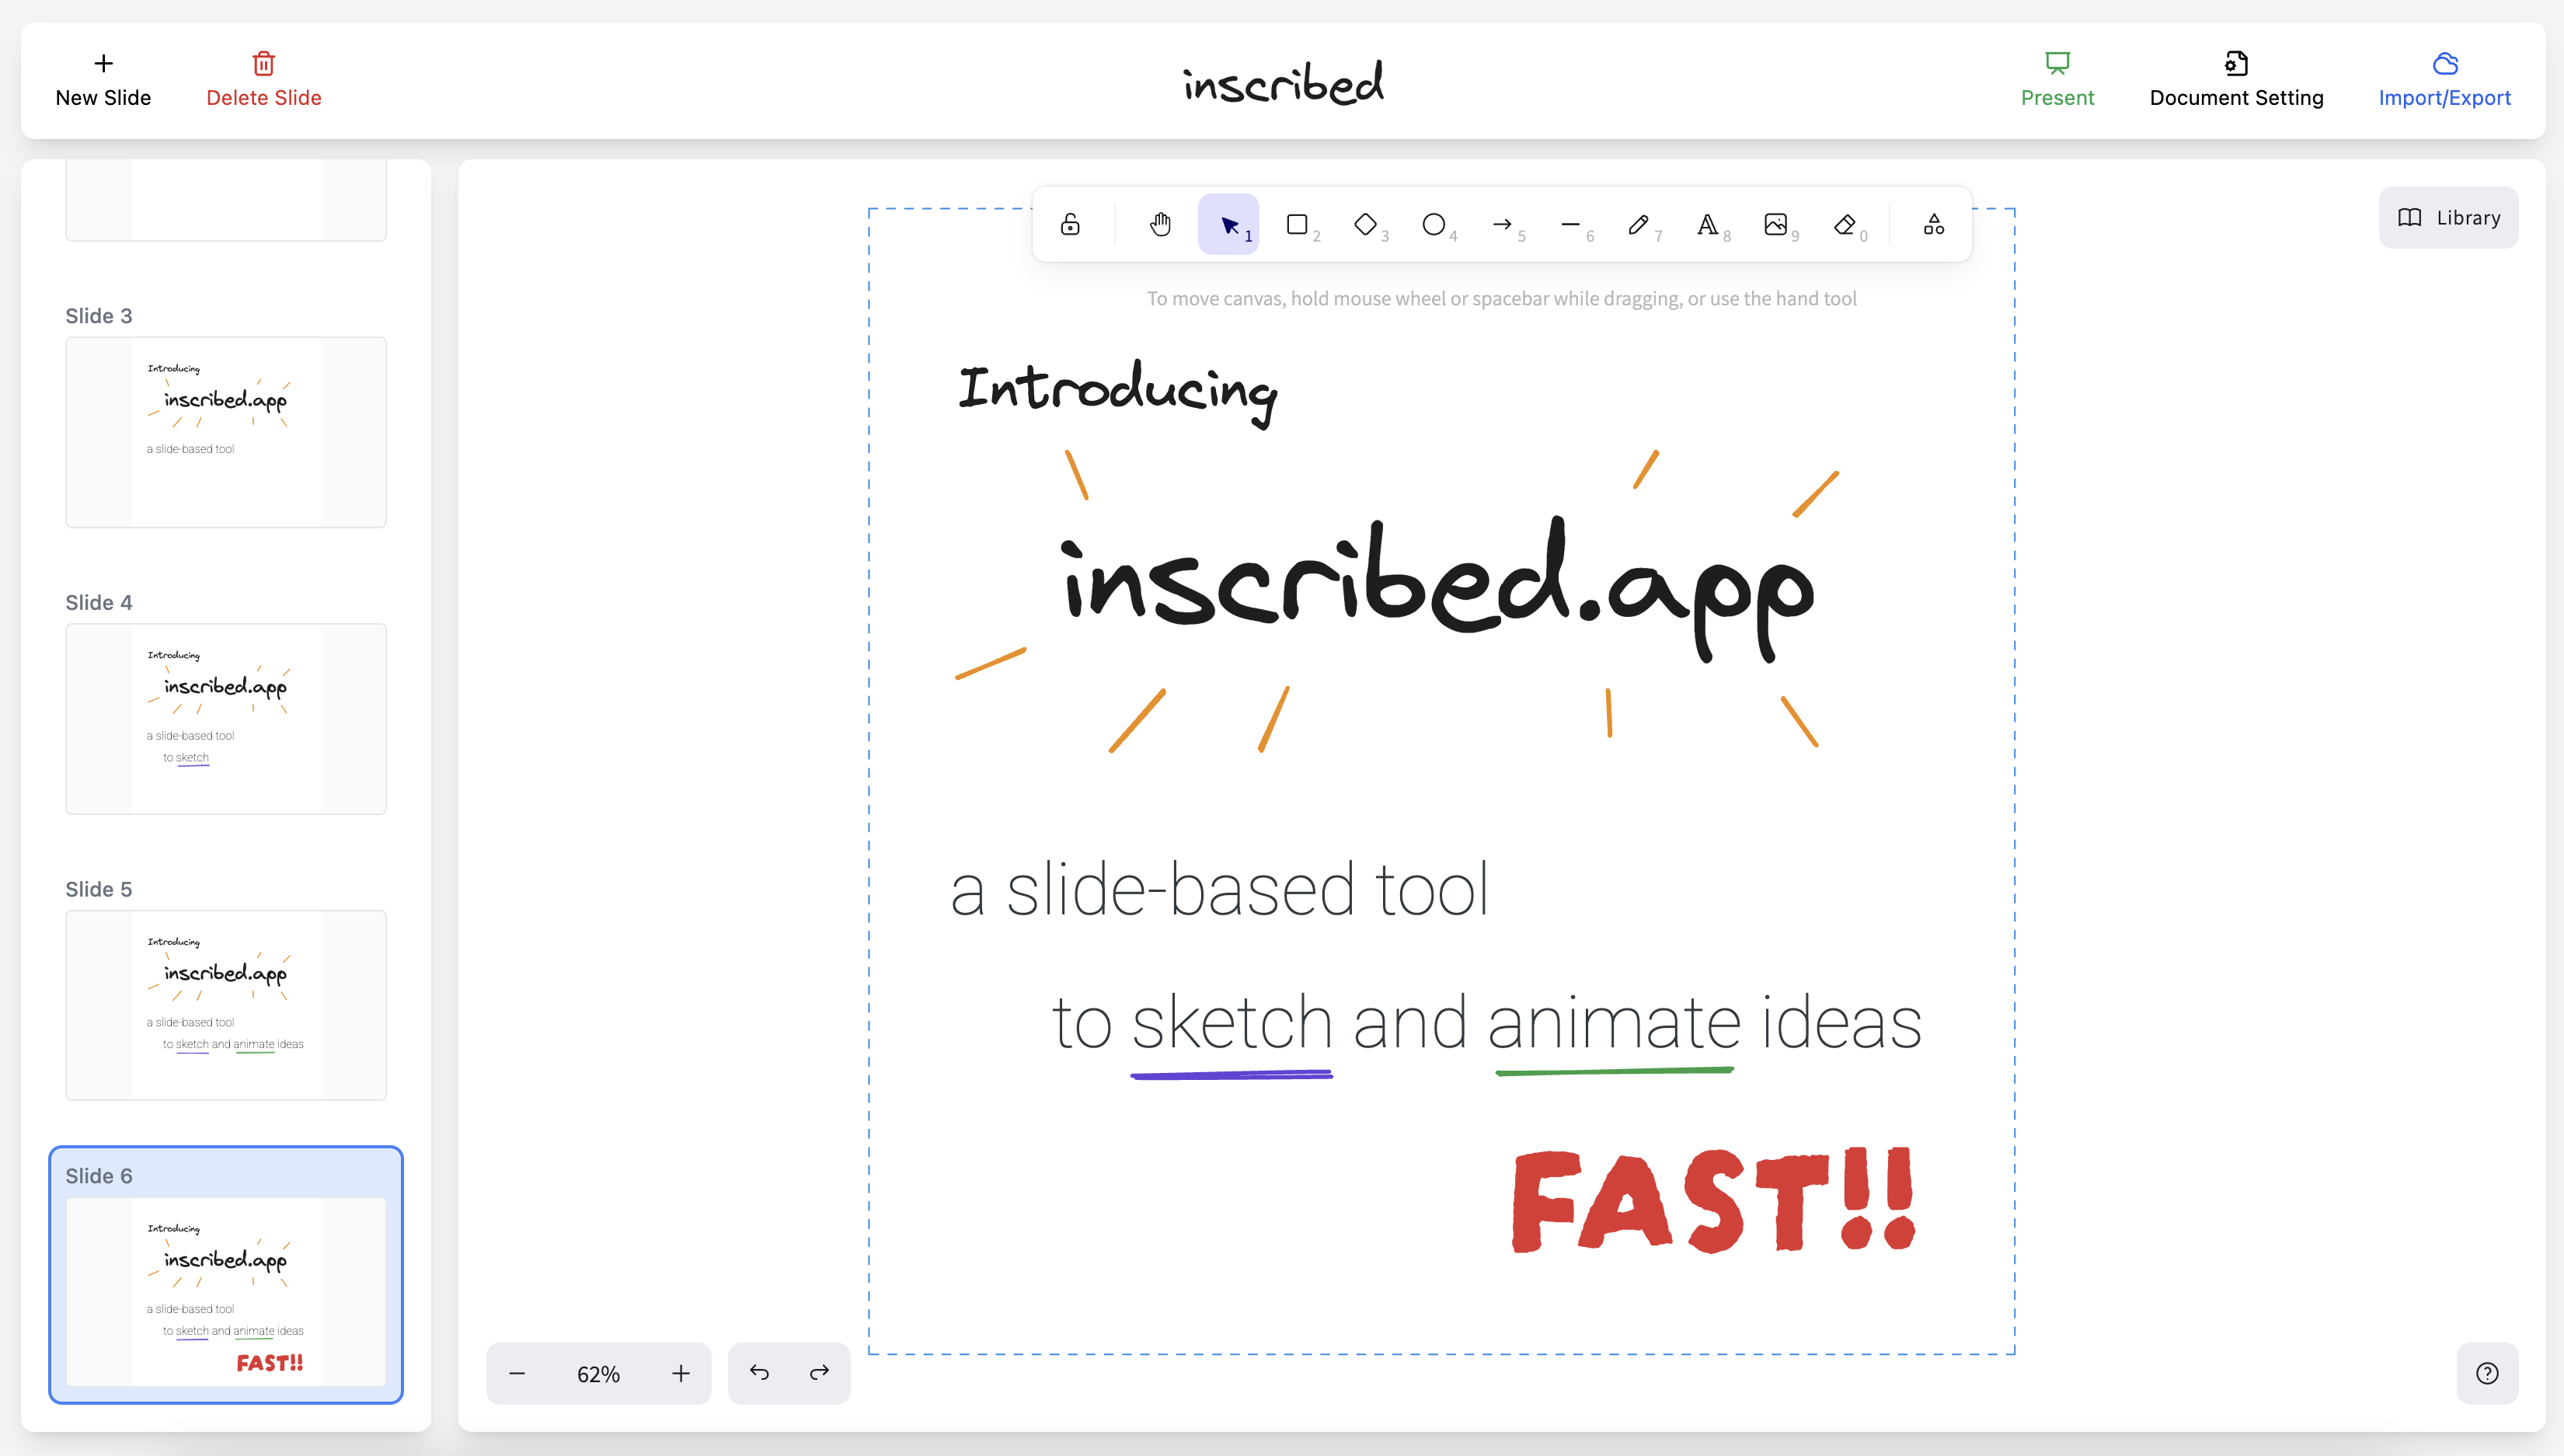 New Slide
Delete Slide
inscribed
Present
Document Setting
Import/Export
Slide 3
Introducing
inscribed.app
a slide-based tool
Slide 4
Introducing
inscribed.app
a slide-based tool
to sketch
Slide 5
Introducing
inscribed.app
a slide-based tool
to sketch and animate ideas
Slide 6
Introducing
inscribed.app
a slide-based tool
to sketch and animate ideas
FAST!!
1 2 3 4 5 6 7 8 9 0
Library
To move canvas, hold mouse wheel or spacebar while dragging, or use the hand tool
Introducing
inscribed.app
a slide-based tool
to sketch and animate ideas
FAST!!
62%